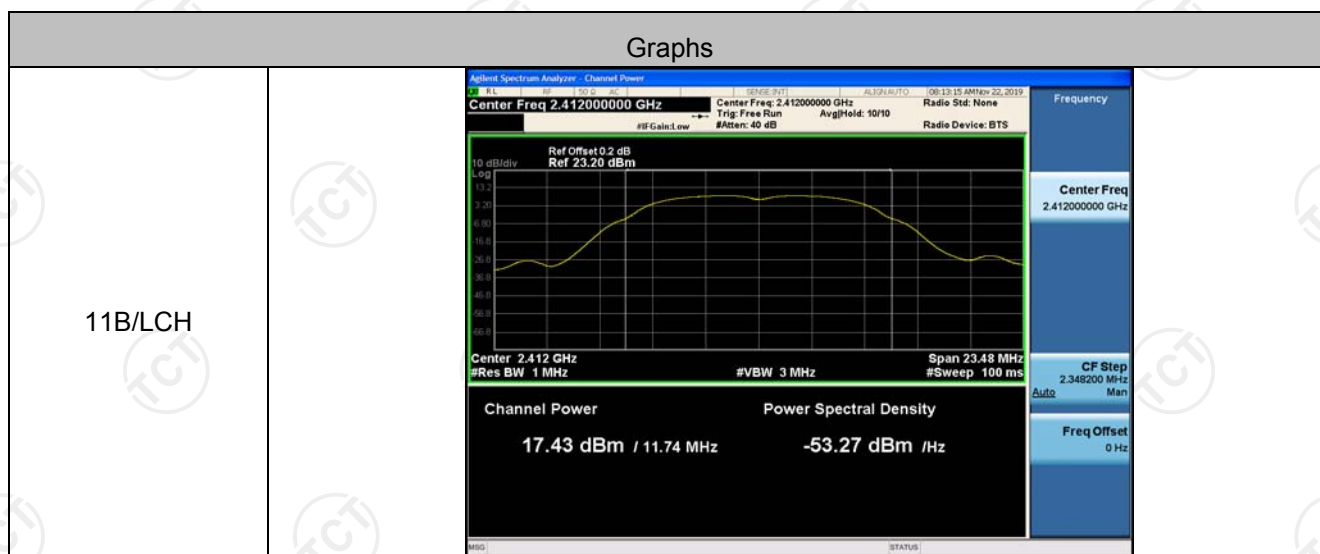 Graphs
11B/LCH
Agilent Spectrum Analyzer - Channel Power
RL RF 50 Ω AC SENSE:INT ALIGN AUTO 08:13:15 AM Nov 22, 2019
Center Freq 2.412000000 GHz
Center Freq: 2.412000000 GHz
Radio Std: None
Trig: Free Run Avg|Hold: 10/10
#IFGain:Low
#Atten: 40 dB
Radio Device: BTS
Ref Offset 0.2 dB
10 dB/div Ref 23.20 dBm
Log
13.2
3.20
-6.80
-16.8
-26.8
-36.8
-46.8
-56.8
-66.8
Center 2.412 GHz Span 23.48 MHz
#Res BW 1 MHz #VBW 3 MHz #Sweep 100 ms
Channel Power Power Spectral Density
17.43 dBm / 11.74 MHz -53.27 dBm /Hz
MSG STATUS
Frequency
Center Freq
2.412000000 GHz
CF Step
2.348200 MHz
Auto Man
Freq Offset
0 Hz
TCT
TCT
TCT
TCT
TCT